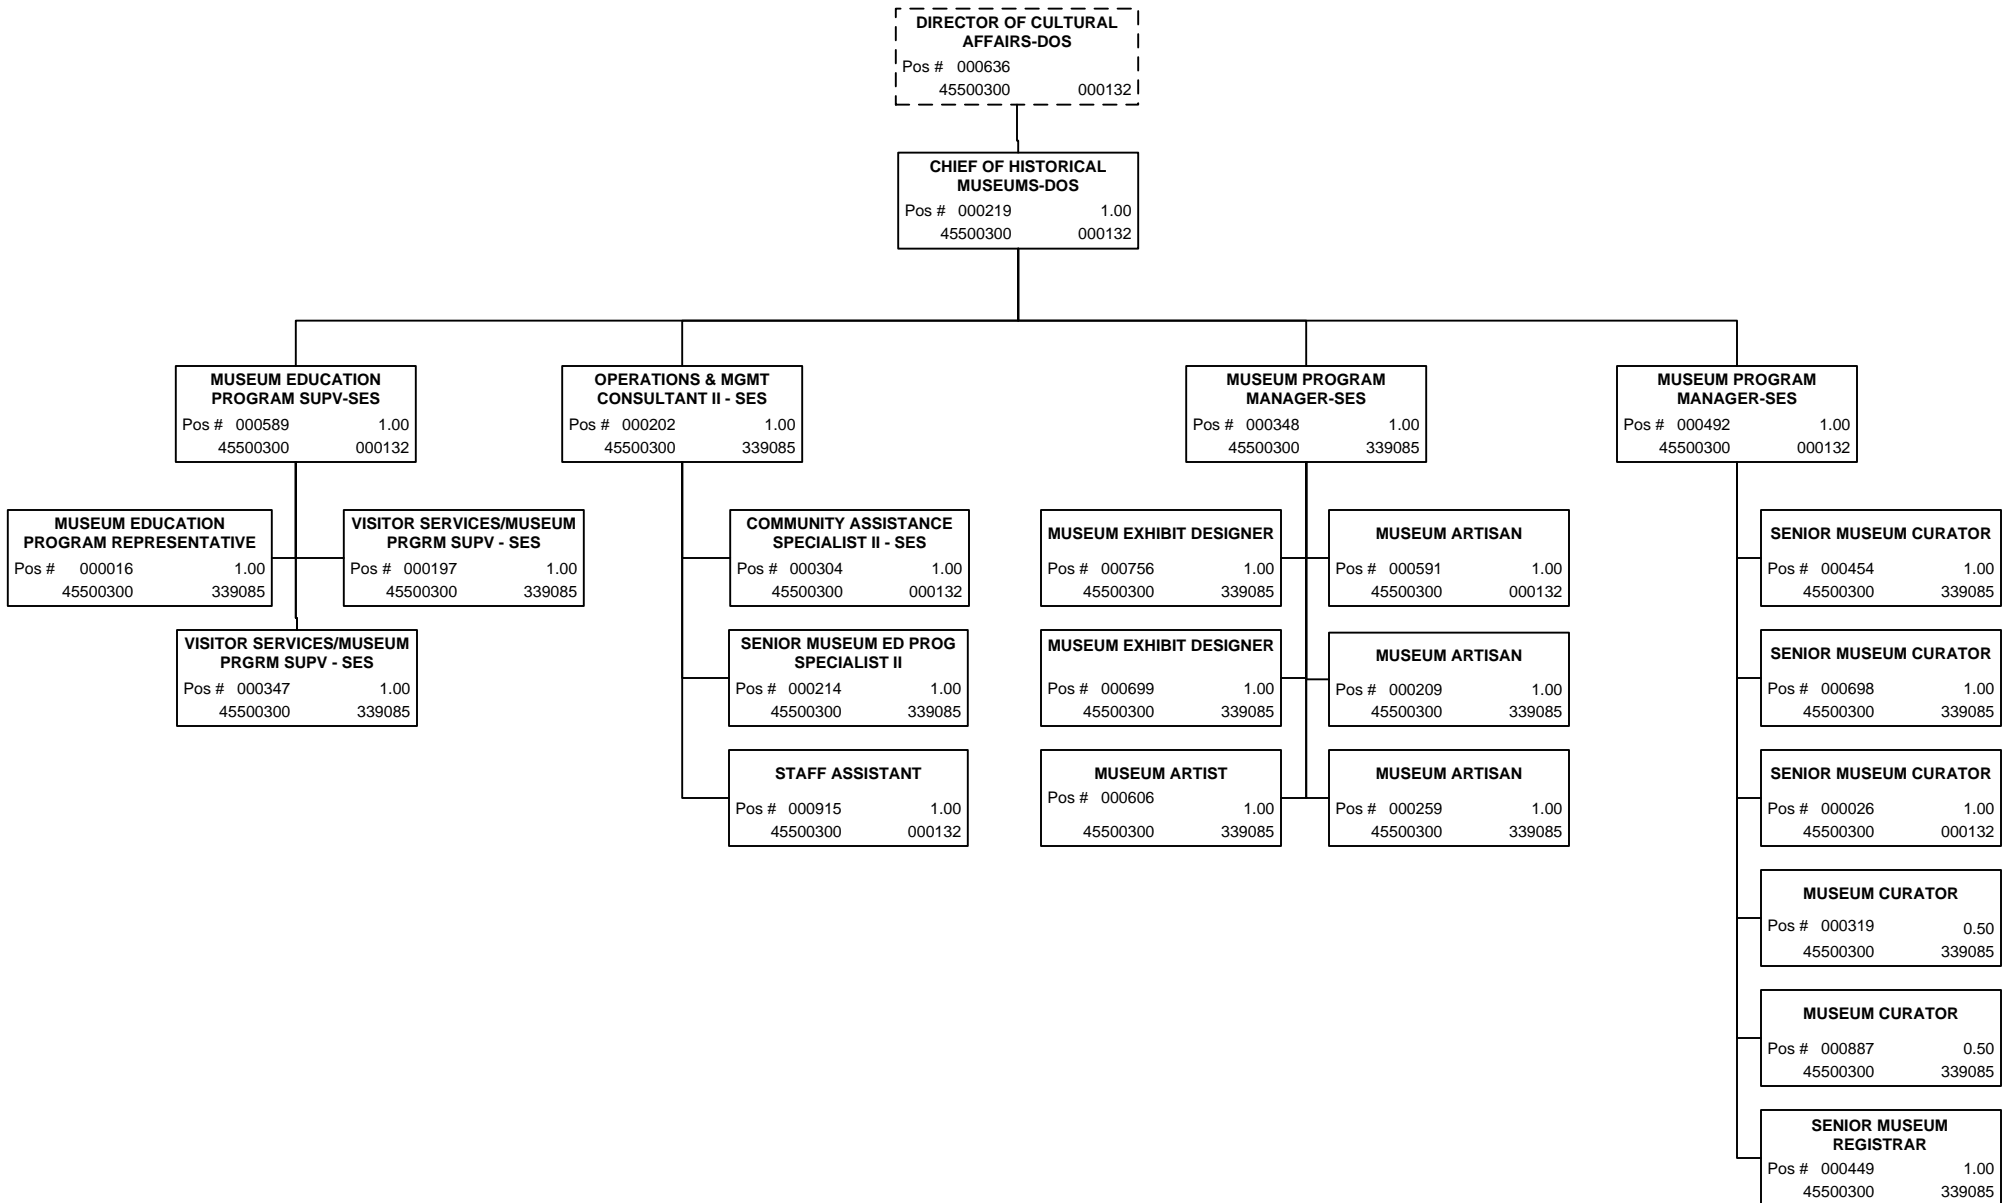 DIRECTOR OF CULTURAL
AFFAIRS-DOS
Pos # 000636
45500300 000132
CHIEF OF HISTORICAL
MUSEUMS-DOS
Pos # 000219 1.00
45500300 000132
MUSEUM EDUCATION
PROGRAM SUPV-SES
Pos # 000589 1.00
45500300 000132
OPERATIONS & MGMT
CONSULTANT II - SES
Pos # 000202 1.00
45500300 339085
MUSEUM PROGRAM
MANAGER-SES
Pos # 000348 1.00
45500300 339085
MUSEUM PROGRAM
MANAGER-SES
Pos # 000492 1.00
45500300 000132
MUSEUM EDUCATION
PROGRAM REPRESENTATIVE
Pos # 000016 1.00
45500300 339085
VISITOR SERVICES/MUSEUM
PRGRM SUPV - SES
Pos # 000197 1.00
45500300 339085
COMMUNITY ASSISTANCE
SPECIALIST II - SES
Pos # 000304 1.00
45500300 000132
MUSEUM EXHIBIT DESIGNER
Pos # 000756 1.00
45500300 339085
MUSEUM ARTISAN
Pos # 000591 1.00
45500300 000132
SENIOR MUSEUM CURATOR
Pos # 000454 1.00
45500300 339085
VISITOR SERVICES/MUSEUM
PRGRM SUPV - SES
Pos # 000347 1.00
45500300 339085
SENIOR MUSEUM ED PROG
SPECIALIST II
Pos # 000214 1.00
45500300 339085
MUSEUM EXHIBIT DESIGNER
Pos # 000699 1.00
45500300 339085
MUSEUM ARTISAN
Pos # 000209 1.00
45500300 339085
SENIOR MUSEUM CURATOR
Pos # 000698 1.00
45500300 339085
STAFF ASSISTANT
Pos # 000915 1.00
45500300 000132
MUSEUM ARTIST
Pos # 000606
1.00
45500300 339085
MUSEUM ARTISAN
Pos # 000259 1.00
45500300 339085
SENIOR MUSEUM CURATOR
Pos # 000026 1.00
45500300 000132
MUSEUM CURATOR
Pos # 000319 0.50
45500300 339085
MUSEUM CURATOR
Pos # 000887 0.50
45500300 339085
SENIOR MUSEUM
REGISTRAR
Pos # 000449 1.00
45500300 339085